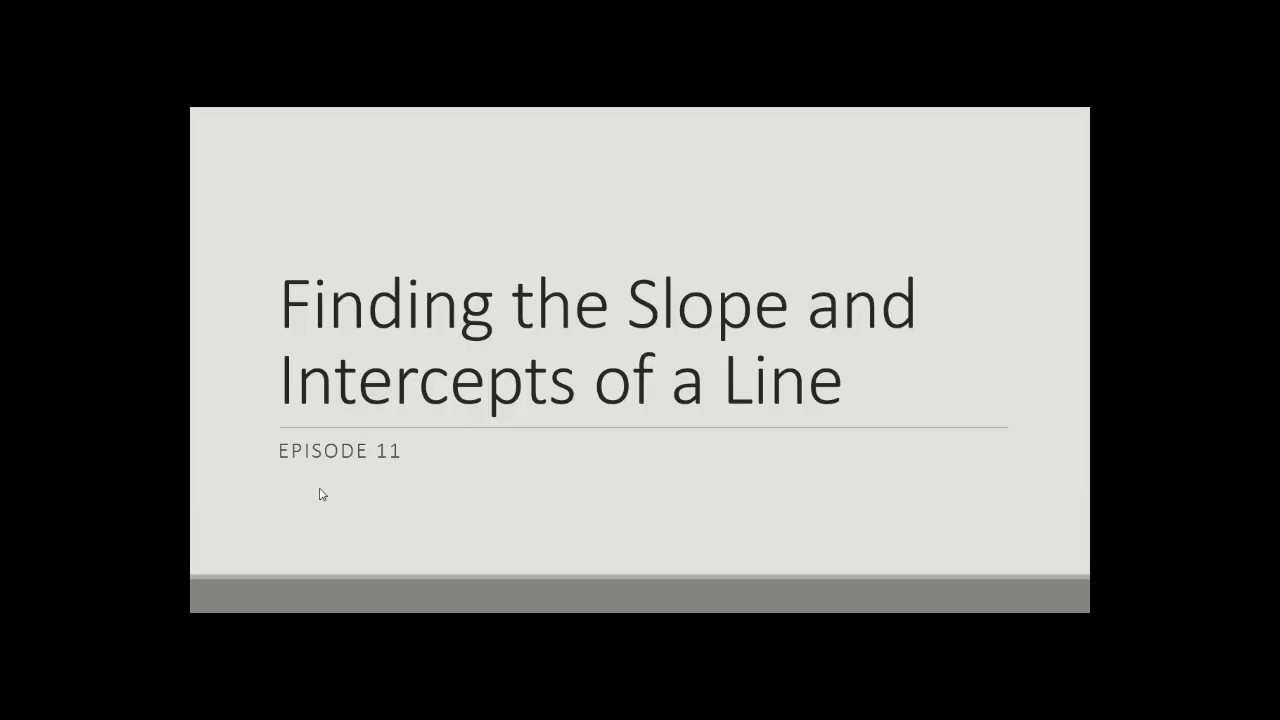 Finding the Slope and
Intercepts of a Line
EPISODE 11